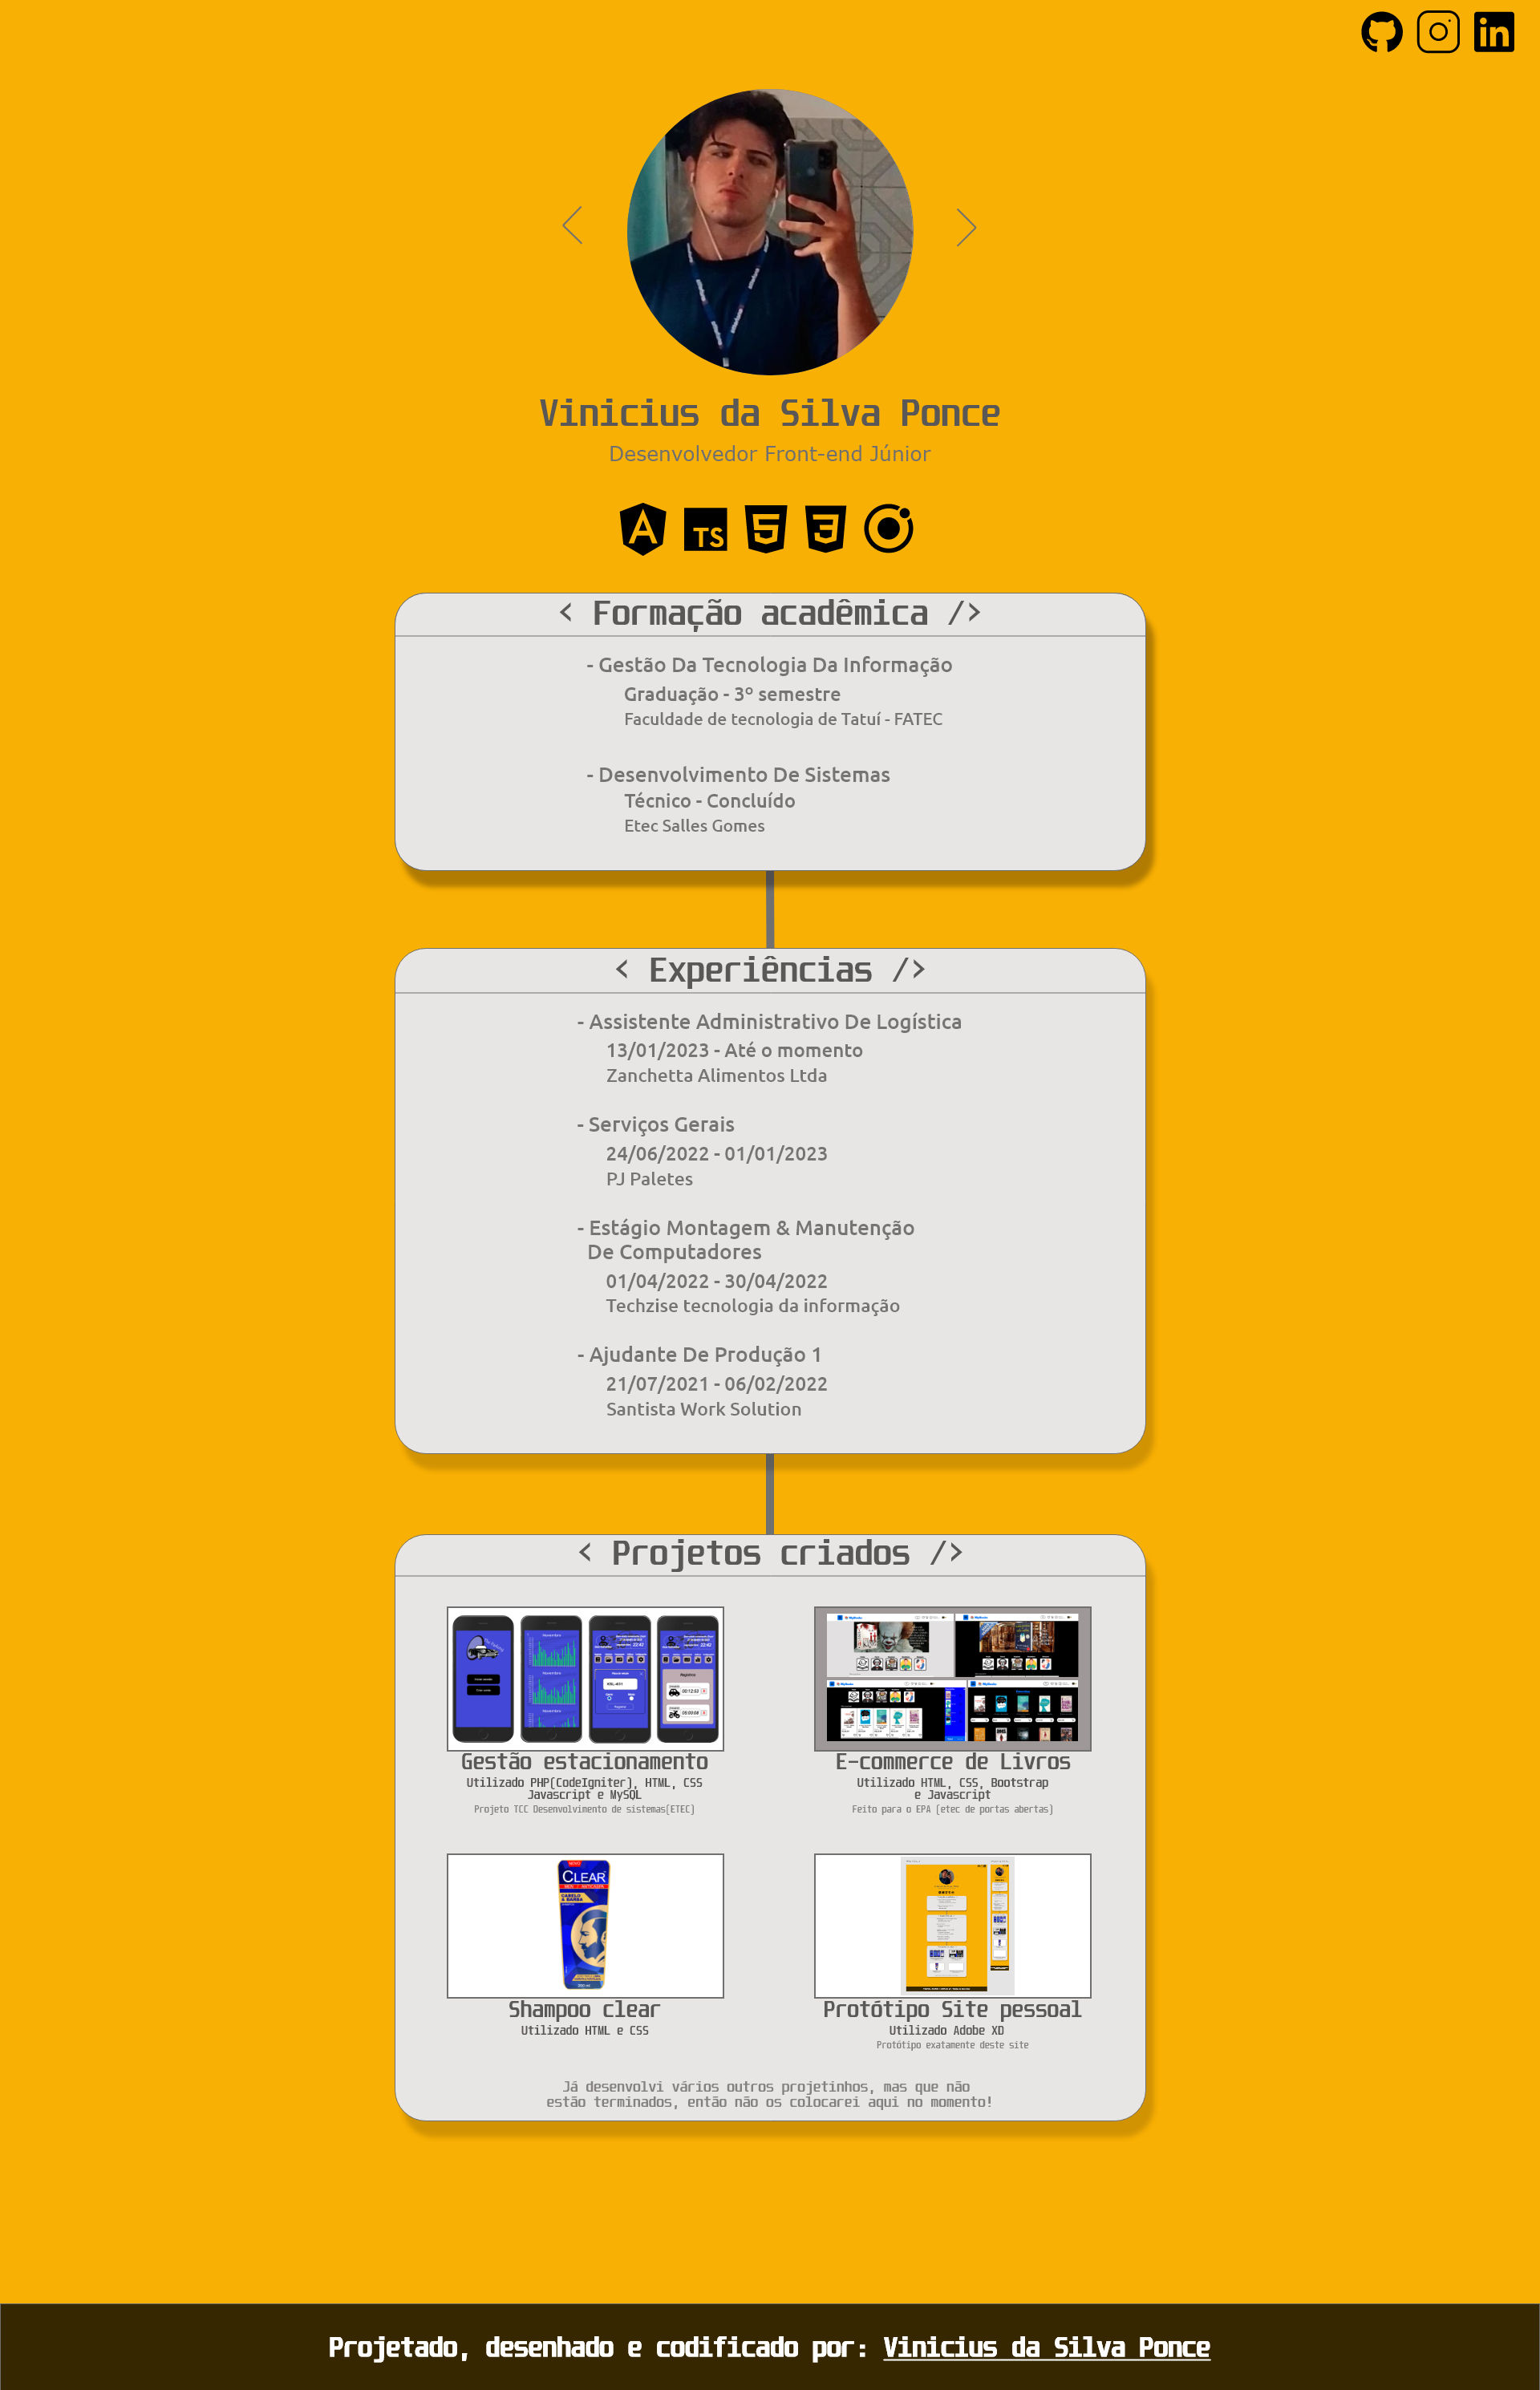 in
Vinicius da Silva Ponce
Desenvolvedor Front-end Júnior
A TS 5 3
< Formação acadêmica />
- Gestão Da Tecnologia Da Informação
Graduação - 3º semestre
Faculdade de tecnologia de Tatuí - FATEC
- Desenvolvimento De Sistemas
Técnico - Concluído
Etec Salles Gomes
< Experiências />
- Assistente Administrativo De Logística
13/01/2023 - Até o momento
Zanchetta Alimentos Ltda
- Serviços Gerais
24/06/2022 - 01/01/2023
PJ Paletes
- Estágio Montagem & Manutenção
De Computadores
01/04/2022 - 30/04/2022
Techzise tecnologia da informação
- Ajudante De Produção 1
21/07/2021 - 06/02/2022
Santista Work Solution
< Projetos criados />
Gestão estacionamento
Utilizado PHP(CodeIgniter), HTML, CSS
Javascript e MySQL
Projeto TCC Desenvolvimento de sistemas(ETEC)
E-commerce de Livros
Utilizado HTML, CSS, Bootstrap
e Javascript
Feito para o EPA (etec de portas abertas)
CLEAR
CABELO
& BARBA
Shampoo clear
Utilizado HTML e CSS
Protótipo Site pessoal
Utilizado Adobe XD
Protótipo exatamente deste site
Já desenvolvi vários outros projetinhos, mas que não
estão terminados, então não os colocarei aqui no momento!
Projetado, desenhado e codificado por: Vinicius da Silva Ponce